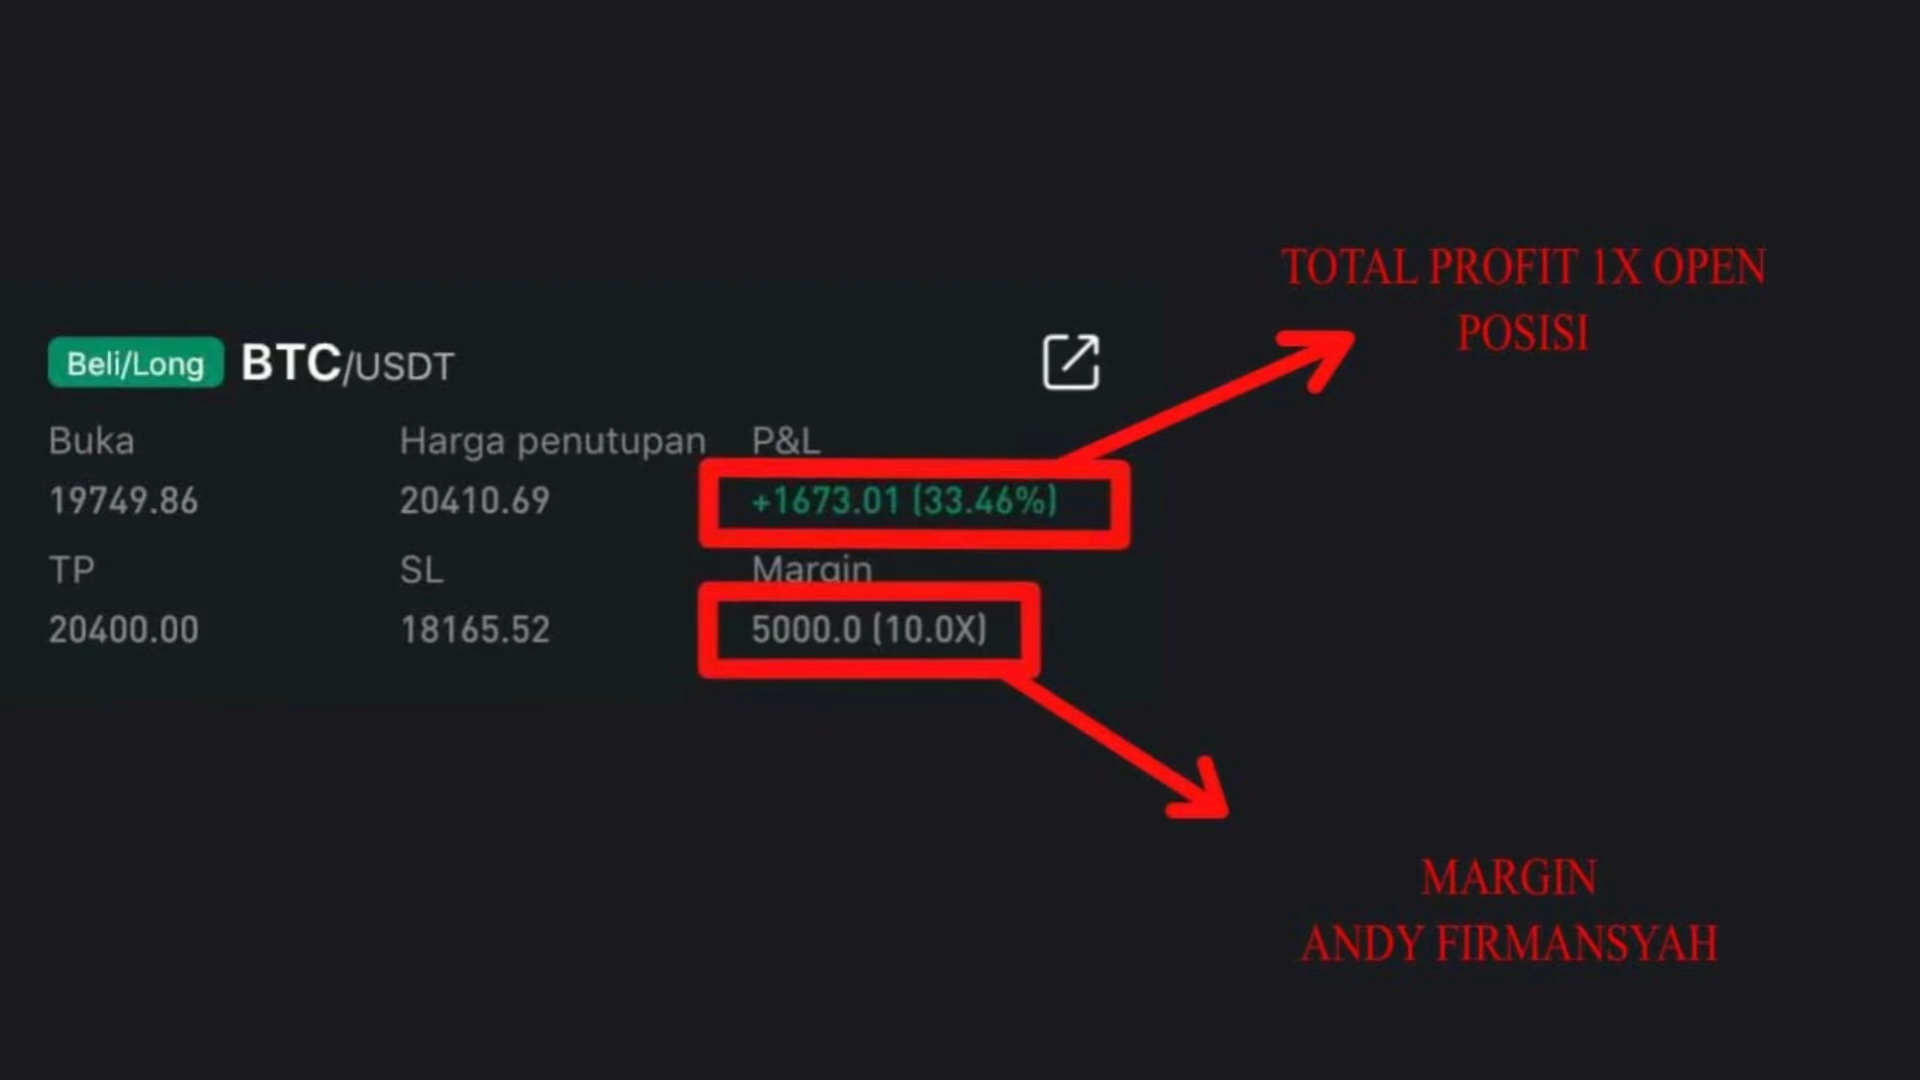 TOTAL PROFIT 1X OPEN
POSISI
Beli/Long BTC/USDT
Buka Harga penutupan P&L
19749.86 20410.69 +1673.01 (33.46%)
TP SL Margin
20400.00 18165.52 5000.0 (10.0X)
MARGIN
ANDY FIRMANSYAH